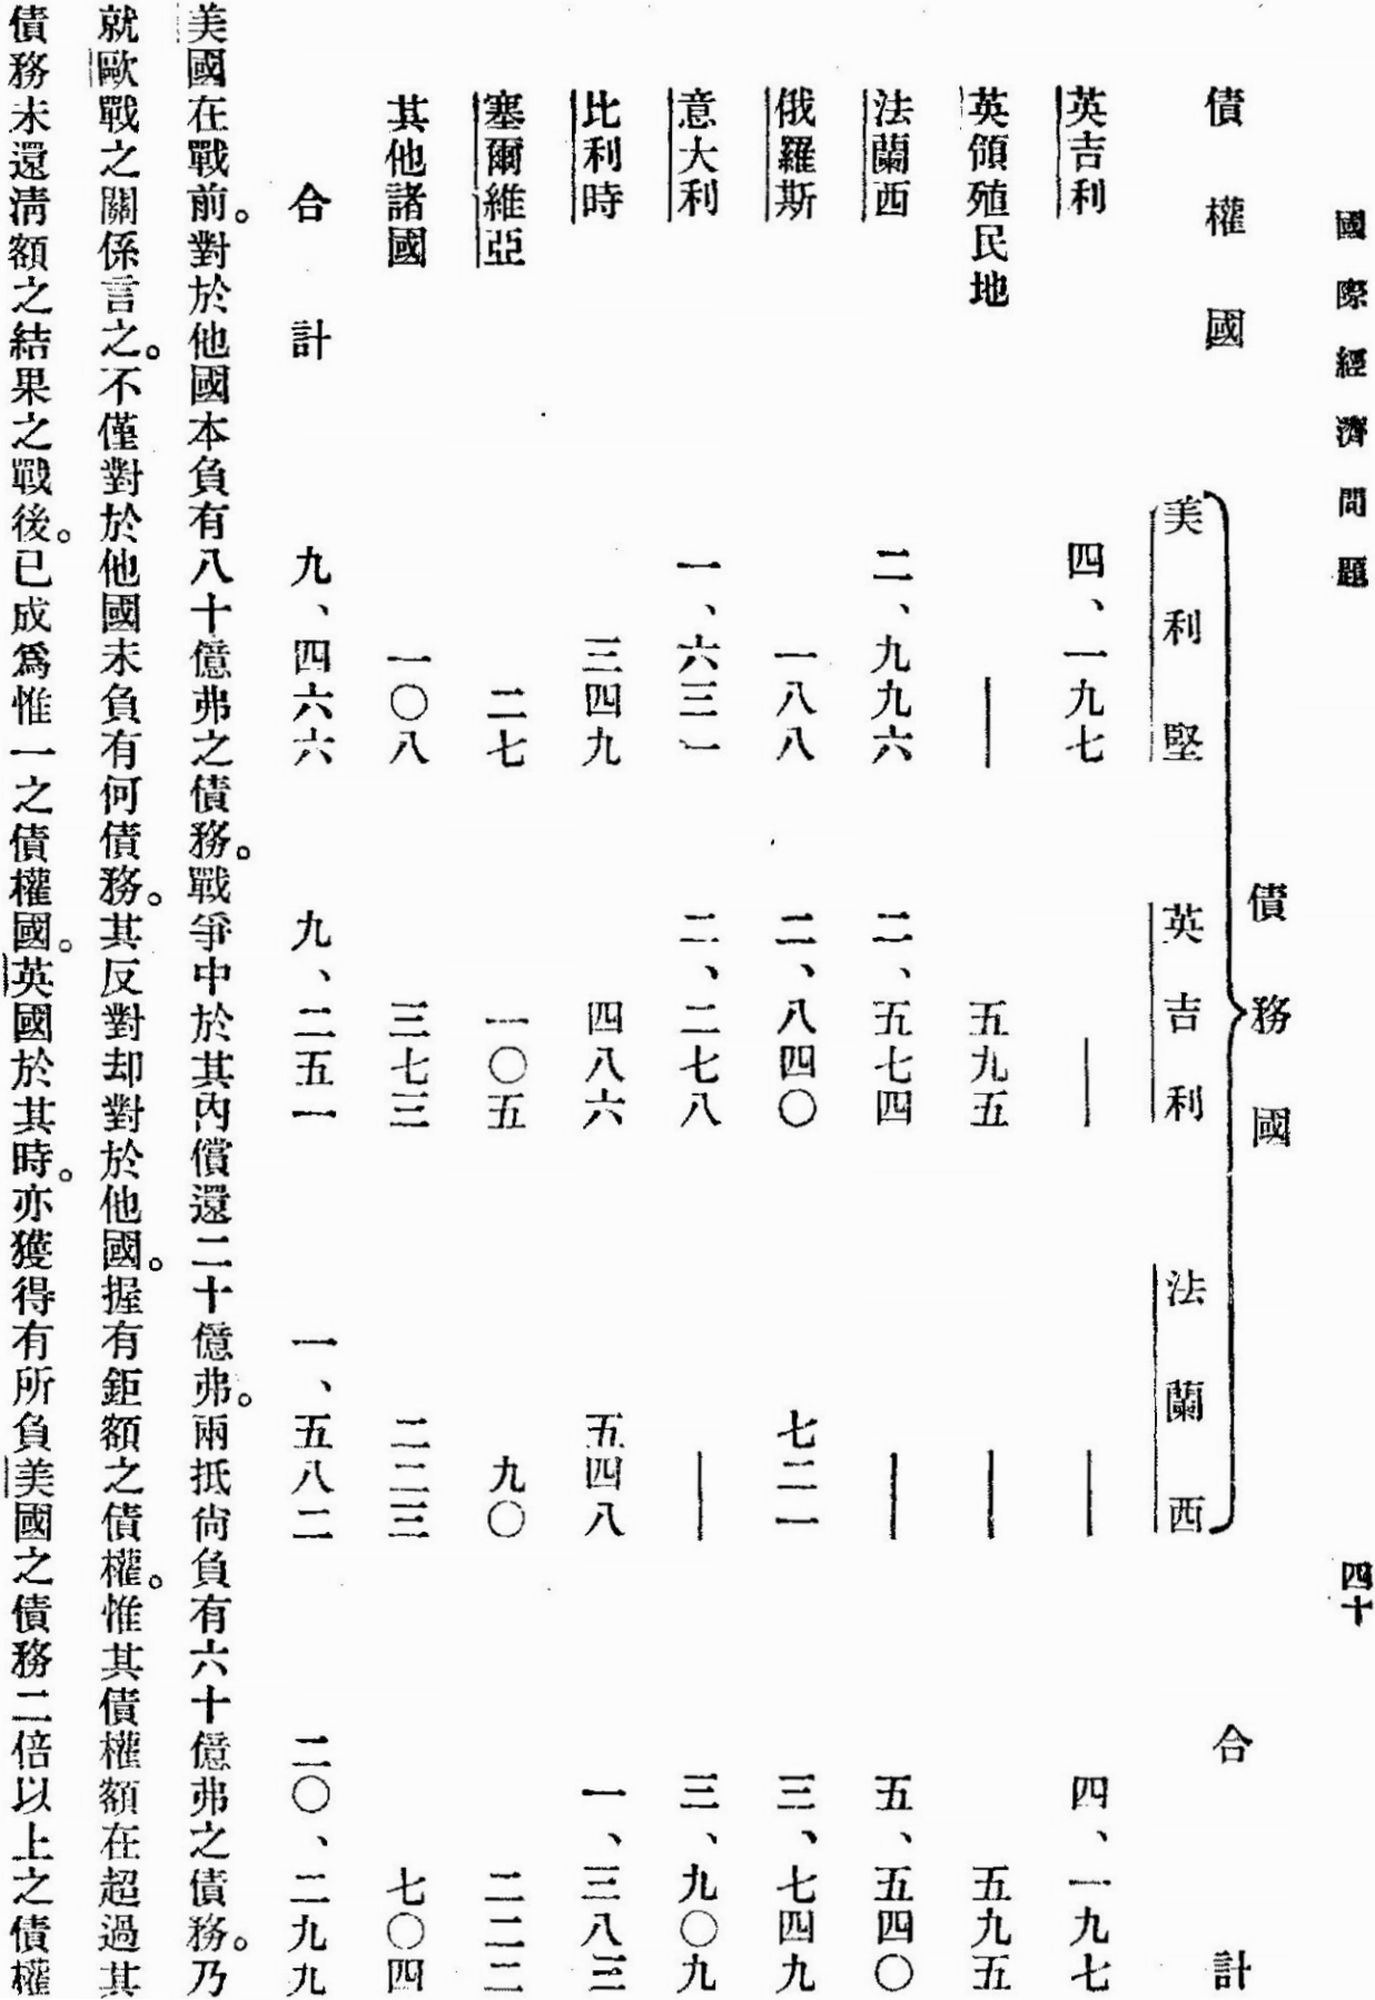 國際經濟問題　四十
債務國
債權國　美利堅　英吉利　法蘭西　合計
英吉利　四、一九七　｜　｜　四、一九七
英領殖民地　｜　五九五　｜　五九五
法蘭西　二、九九六　二、五七四　｜　五、五四〇
俄羅斯　一八八　二、八四〇　七二一　三、七四九
意大利　一、六三一　二、二七八　｜　三、九〇九
比利時　三四九　四八六　五四八　一、三八三
塞爾維亞　二七　一〇五　九〇　二二二
其他諸國　一〇八　三七三　二二三　七〇四
合計　九、四六六　九、二五一　一、五八二　二〇、二九九
美國在戰前。對於他國本負有八十億弗之債務。戰爭中於其內償還二十億弗。兩抵尙負有六十億弗之債務。乃
就歐戰之關係言之。不僅對於他國未負有何債務。其反對却對於他國。握有鉅額之債權。惟其債權額在超過其
債務未還淸額之結果之戰後。已成爲惟一之債權國。英國於其時。亦獲得有所負美國之債務二倍以上之債權